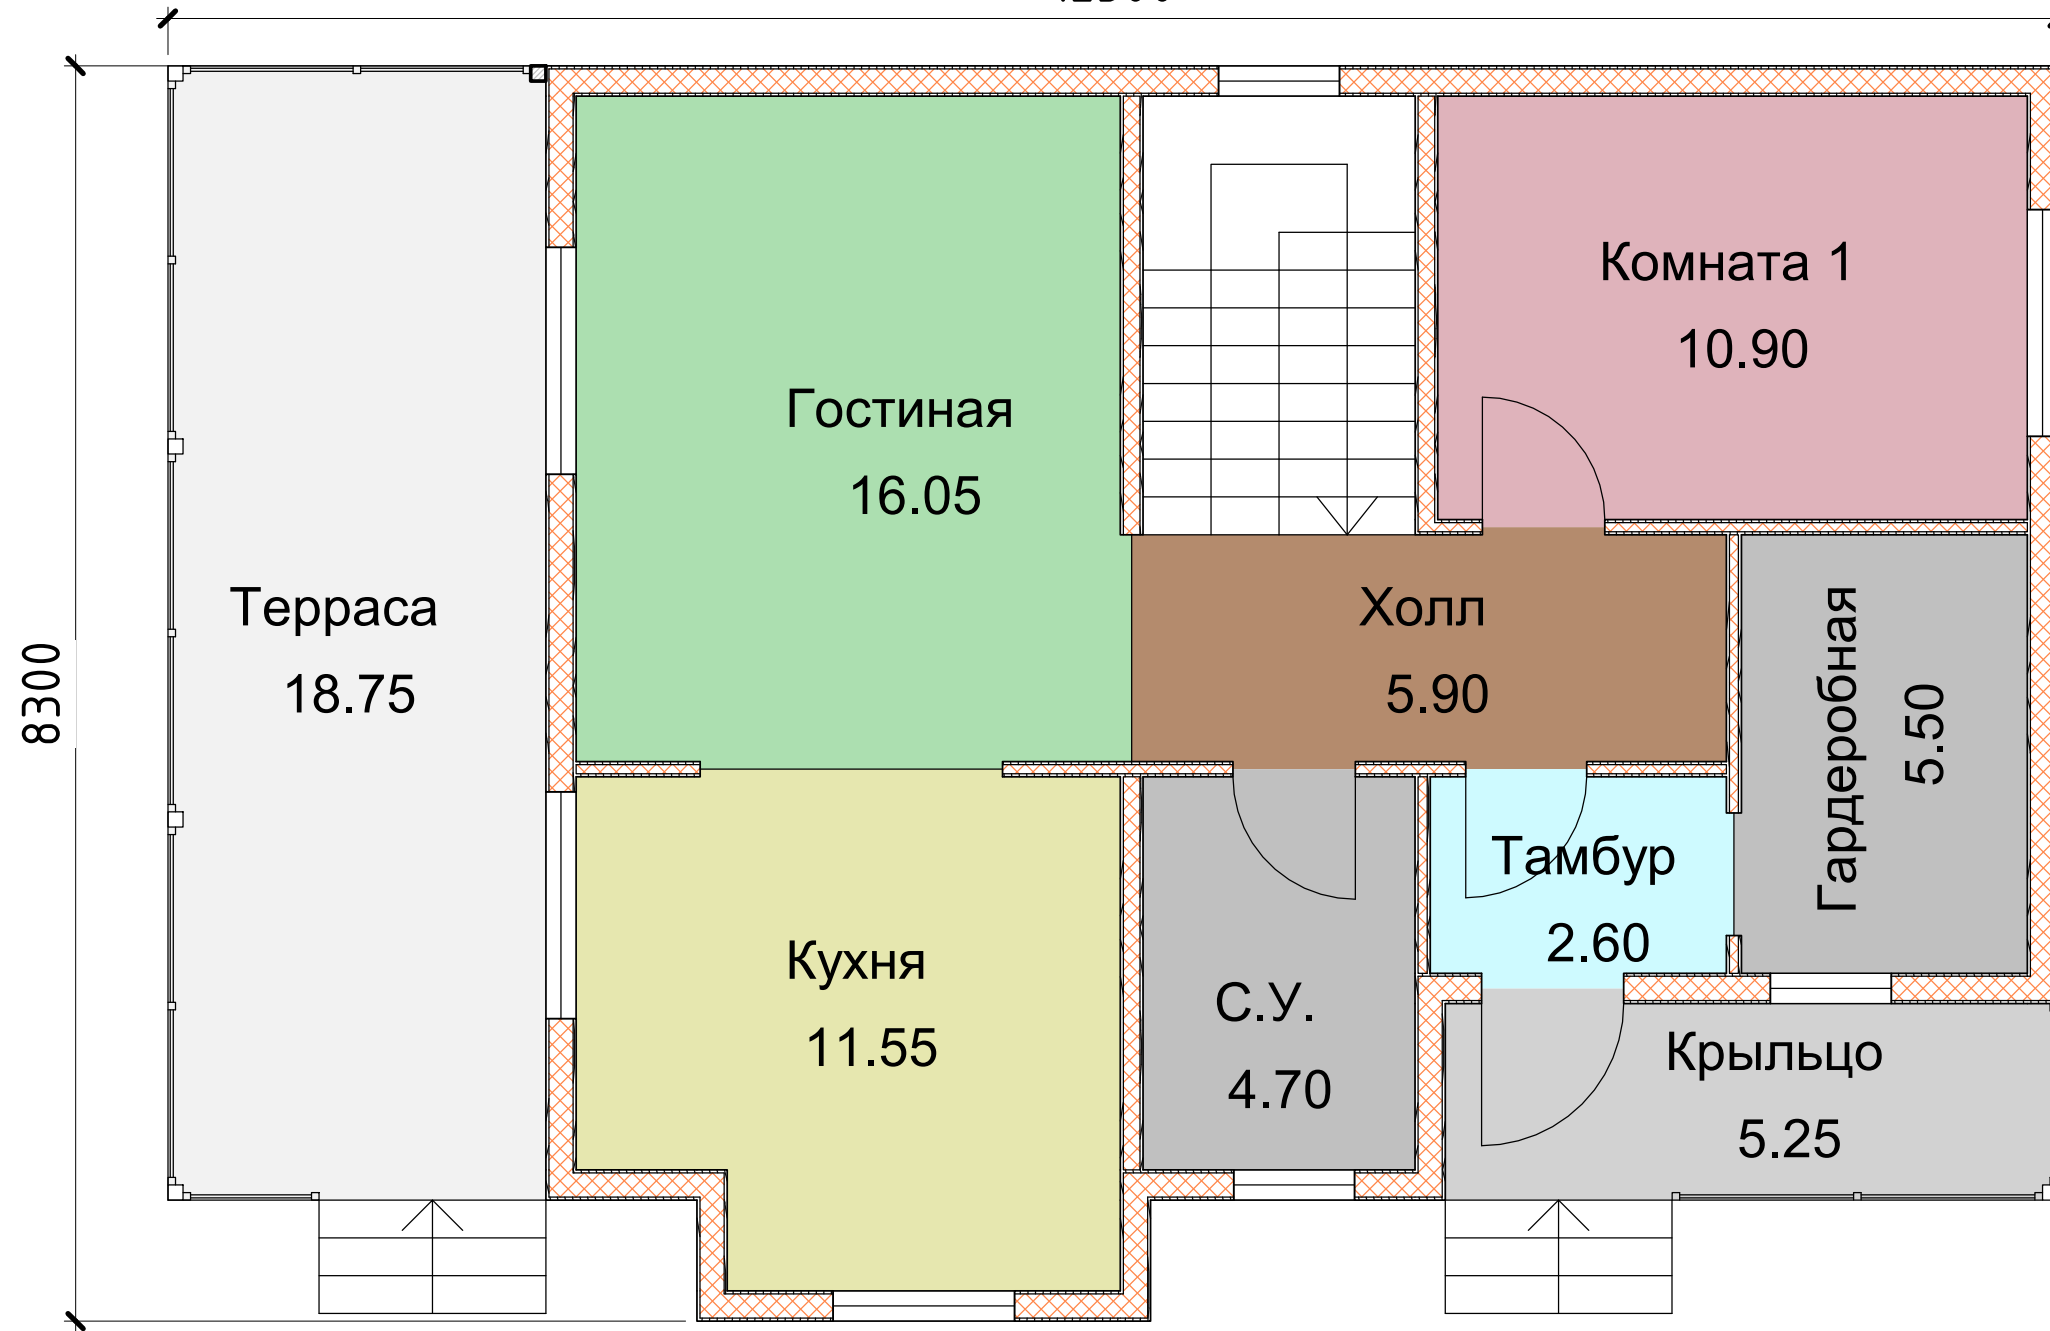 Комната 1
10.90
Гостиная
16.05
Терраса
18.75
Холл
5.90
Гардеробная
5.50
8300
Тамбур
2.60
Кухня
11.55
С.У.
4.70
Крыльцо
5.25